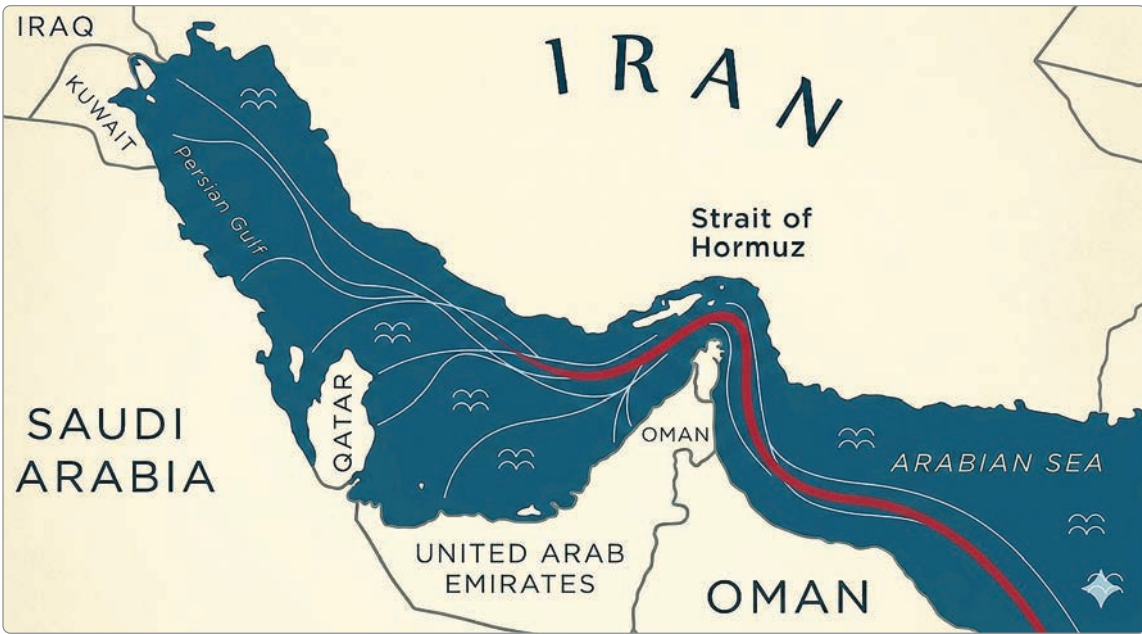 IRAQ
IRAN
KUWAIT
Persian Gulf
Strait of
Hormuz
QATAR
SAUDI
ARABIA
OMAN
ARABIAN SEA
UNITED ARAB
EMIRATES
OMAN